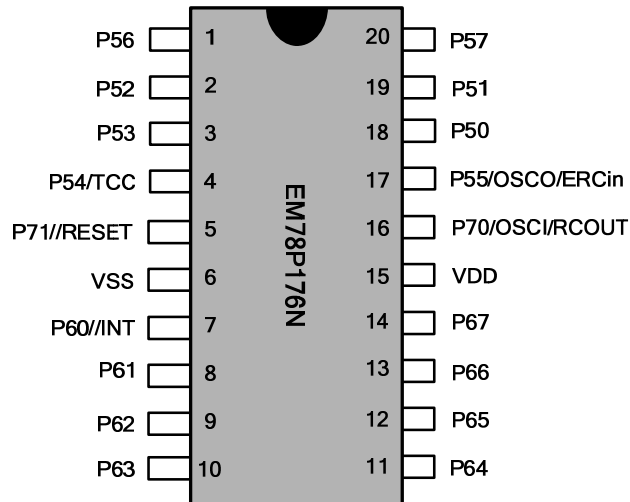 P56 1 20 P57
P52 2 19 P51
P53 3 18 P50
P54/TCC 4 17 P55/OSCO/ERCin
P71//RESET 5 16 P70/OSCI/RCOUT
VSS 6 15 VDD
P60//INT 7 14 P67
P61 8 13 P66
P62 9 12 P65
P63 10 11 P64
EM78P176N